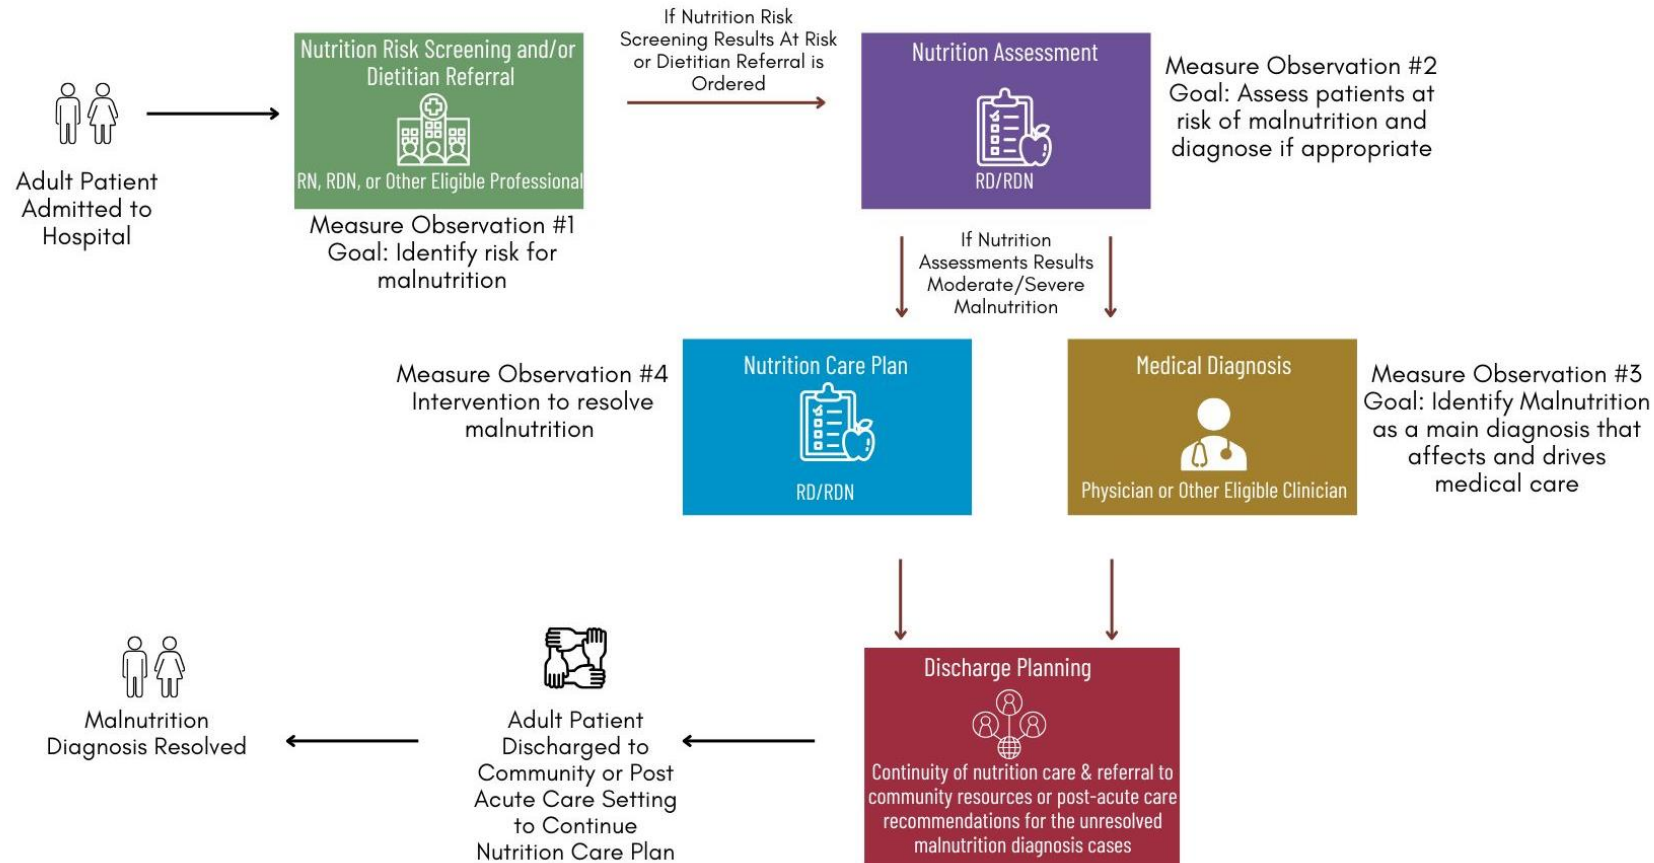 Adult Patient
Admitted to
Hospital
Nutrition Risk Screening and/or
Dietitian Referral
RN, RDN, or Other Eligible Professional
Measure Observation #1
Goal: Identify risk for
malnutrition
If Nutrition Risk
Screening Results At Risk
or Dietitian Referral is
Ordered
Nutrition Assessment
RD/RDN
Measure Observation #2
Goal: Assess patients at
risk of malnutrition and
diagnose if appropriate
If Nutrition
Assessments Results
Moderate/Severe
Malnutrition
Measure Observation #4
Intervention to resolve
malnutrition
Nutrition Care Plan
RD/RDN
Medical Diagnosis
Physician or Other Eligible Clinician
Measure Observation #3
Goal: Identify Malnutrition
as a main diagnosis that
affects and drives
medical care
Discharge Planning
Continuity of nutrition care & referral to
community resources or post-acute care
recommendations for the unresolved
malnutrition diagnosis cases
Adult Patient
Discharged to
Community or Post
Acute Care Setting
to Continue
Nutrition Care Plan
Malnutrition
Diagnosis Resolved